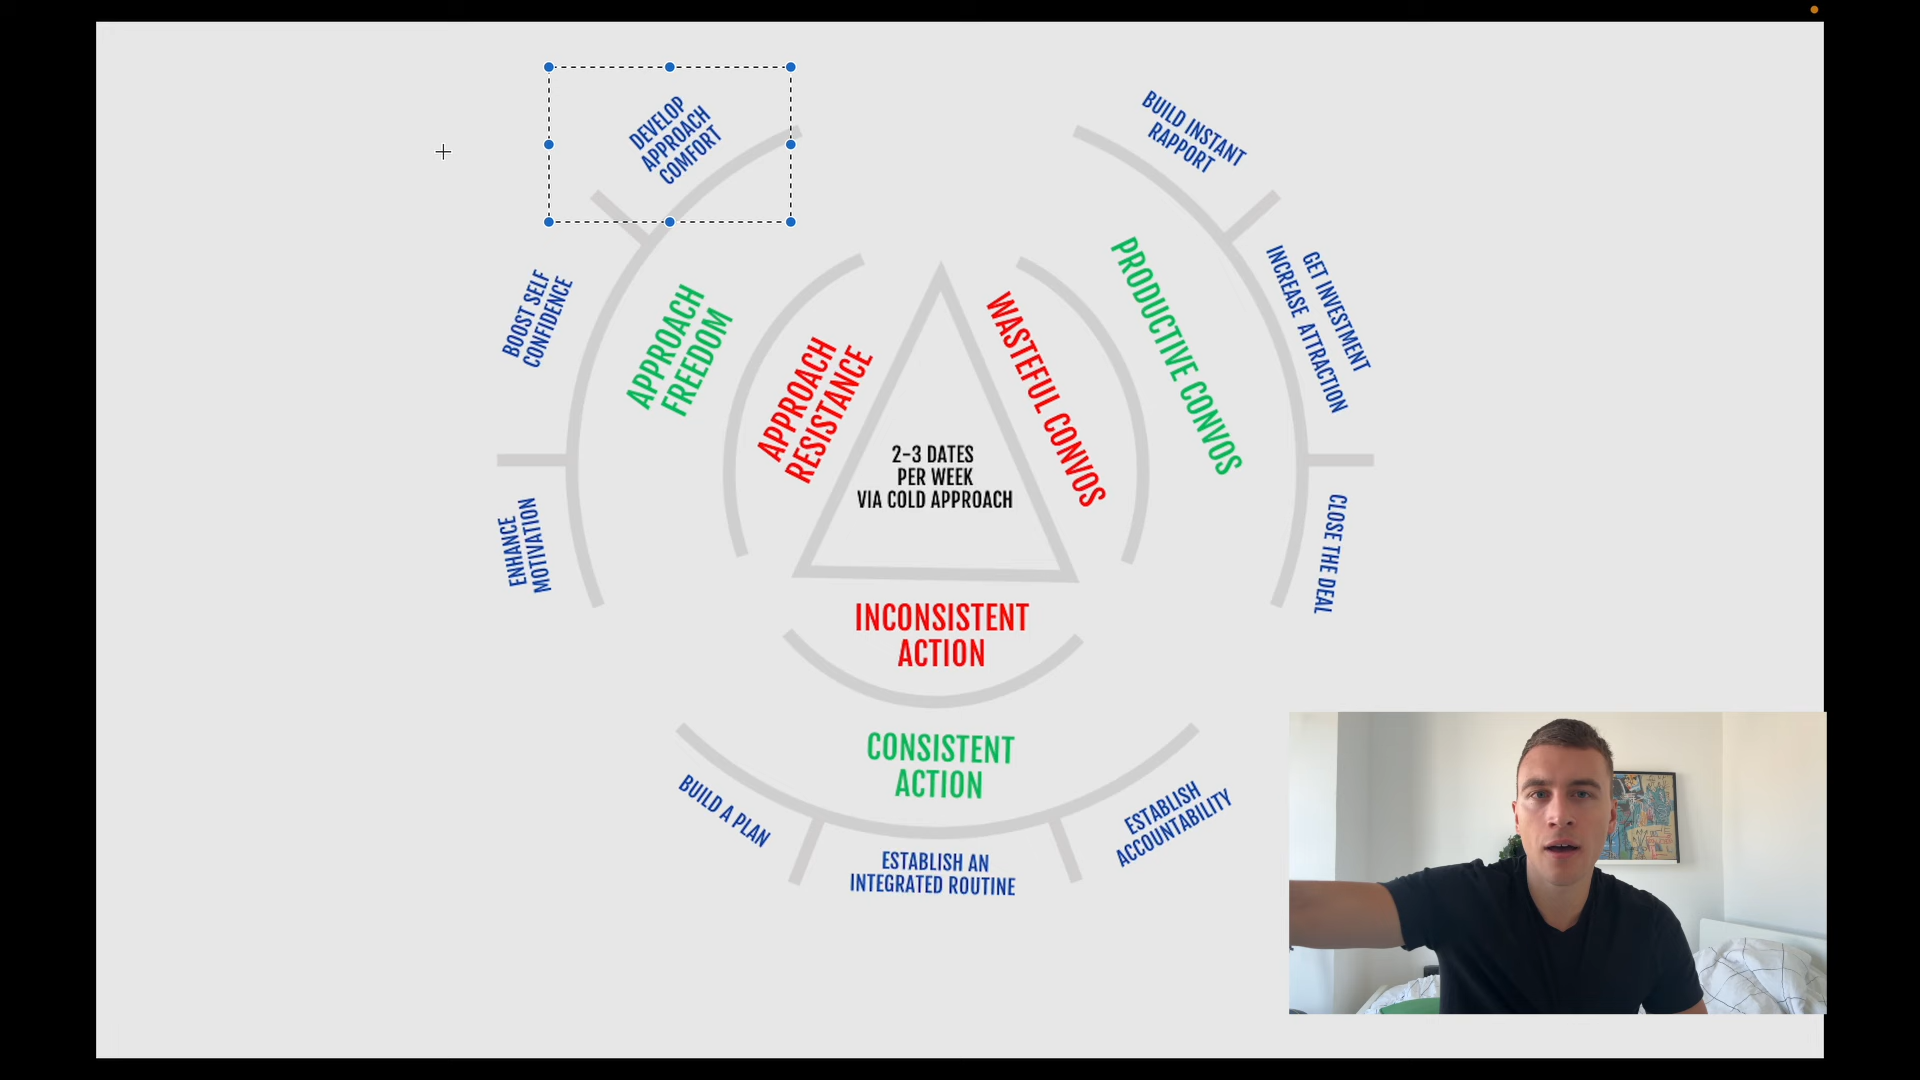 DEVELOP
APPROACH
COMFORT
BUILD INSTANT
RAPPORT
BOOST SELF
CONFIDENCE
APPROACH
FREEDOM
APPROACH
RESISTANCE
WASTEFUL CONVOS
PRODUCTIVE CONVOS
GET INVESTMENT
INCREASE ATTRACTION
2-3 DATES
PER WEEK
VIA COLD APPROACH
ENHANCE
MOTIVATION
CLOSE THE DEAL
INCONSISTENT
ACTION
CONSISTENT
ACTION
BUILD A PLAN
ESTABLISH AN
INTEGRATED ROUTINE
ESTABLISH
ACCOUNTABILITY